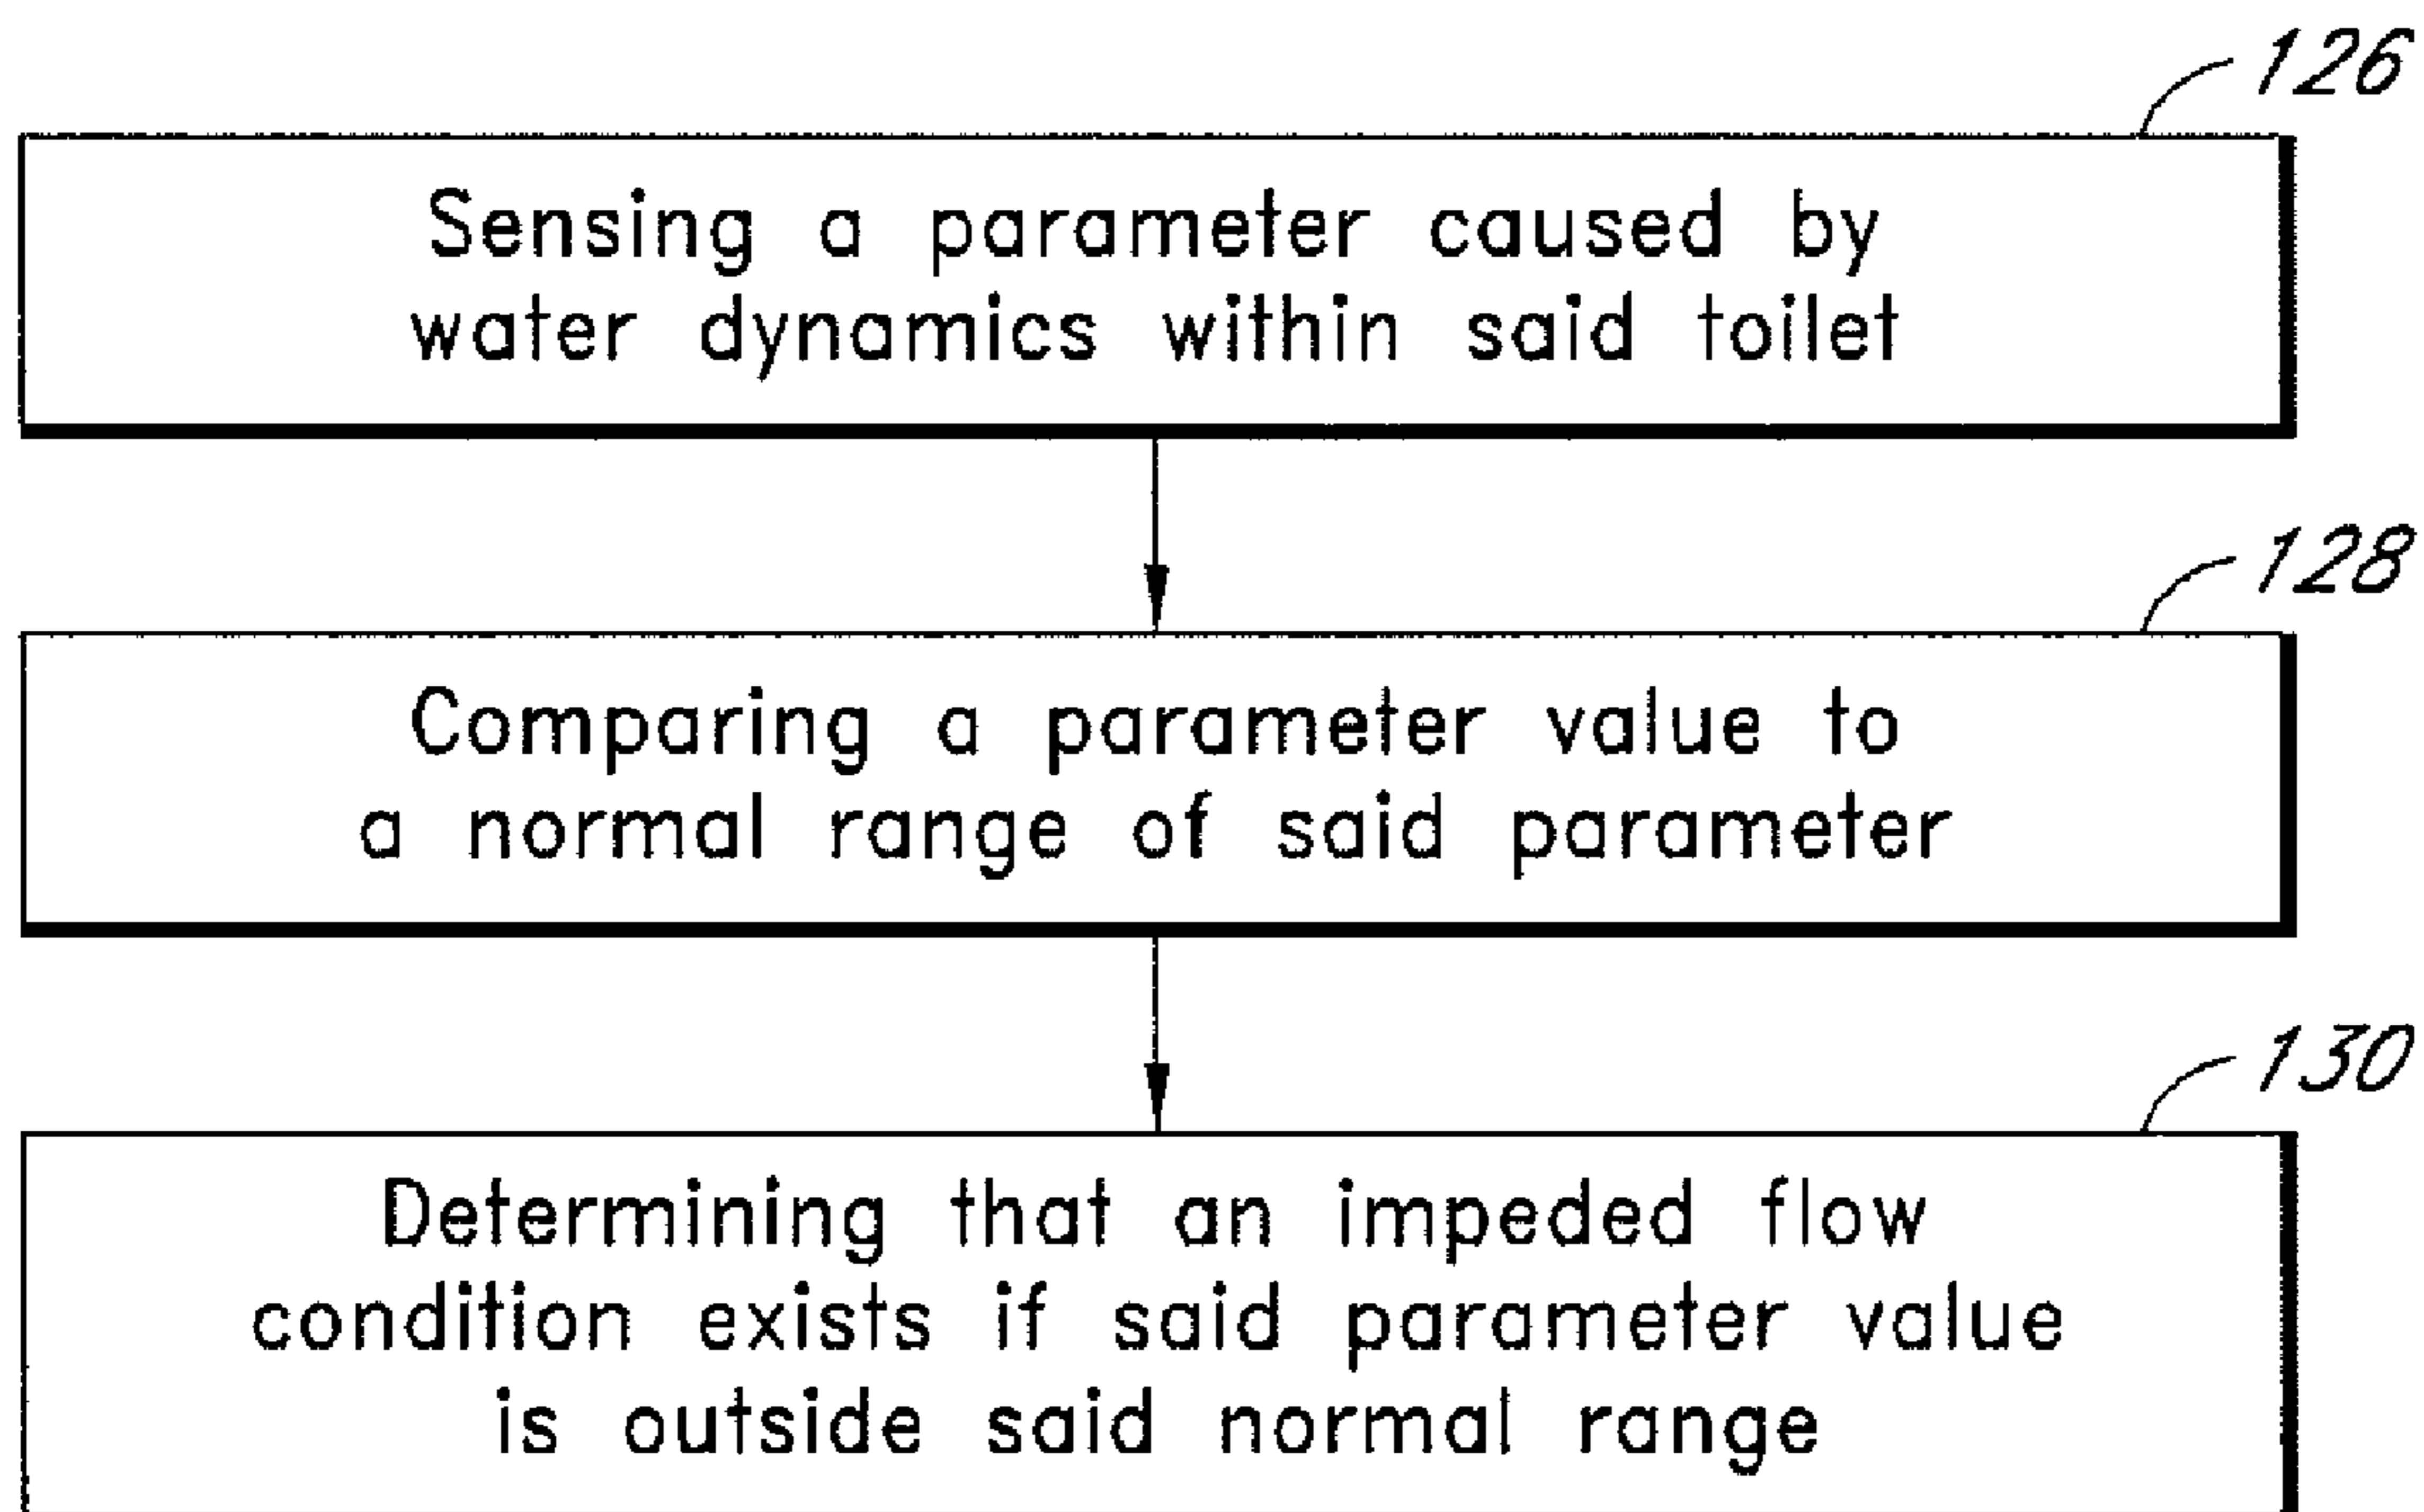 126
Sensing a parameter caused by
water dynamics within said toilet
128
Comparing a parameter value to
a normal range of said parameter
130
Determining that an impeded flow
condition exists if said parameter value
is outside said normal range